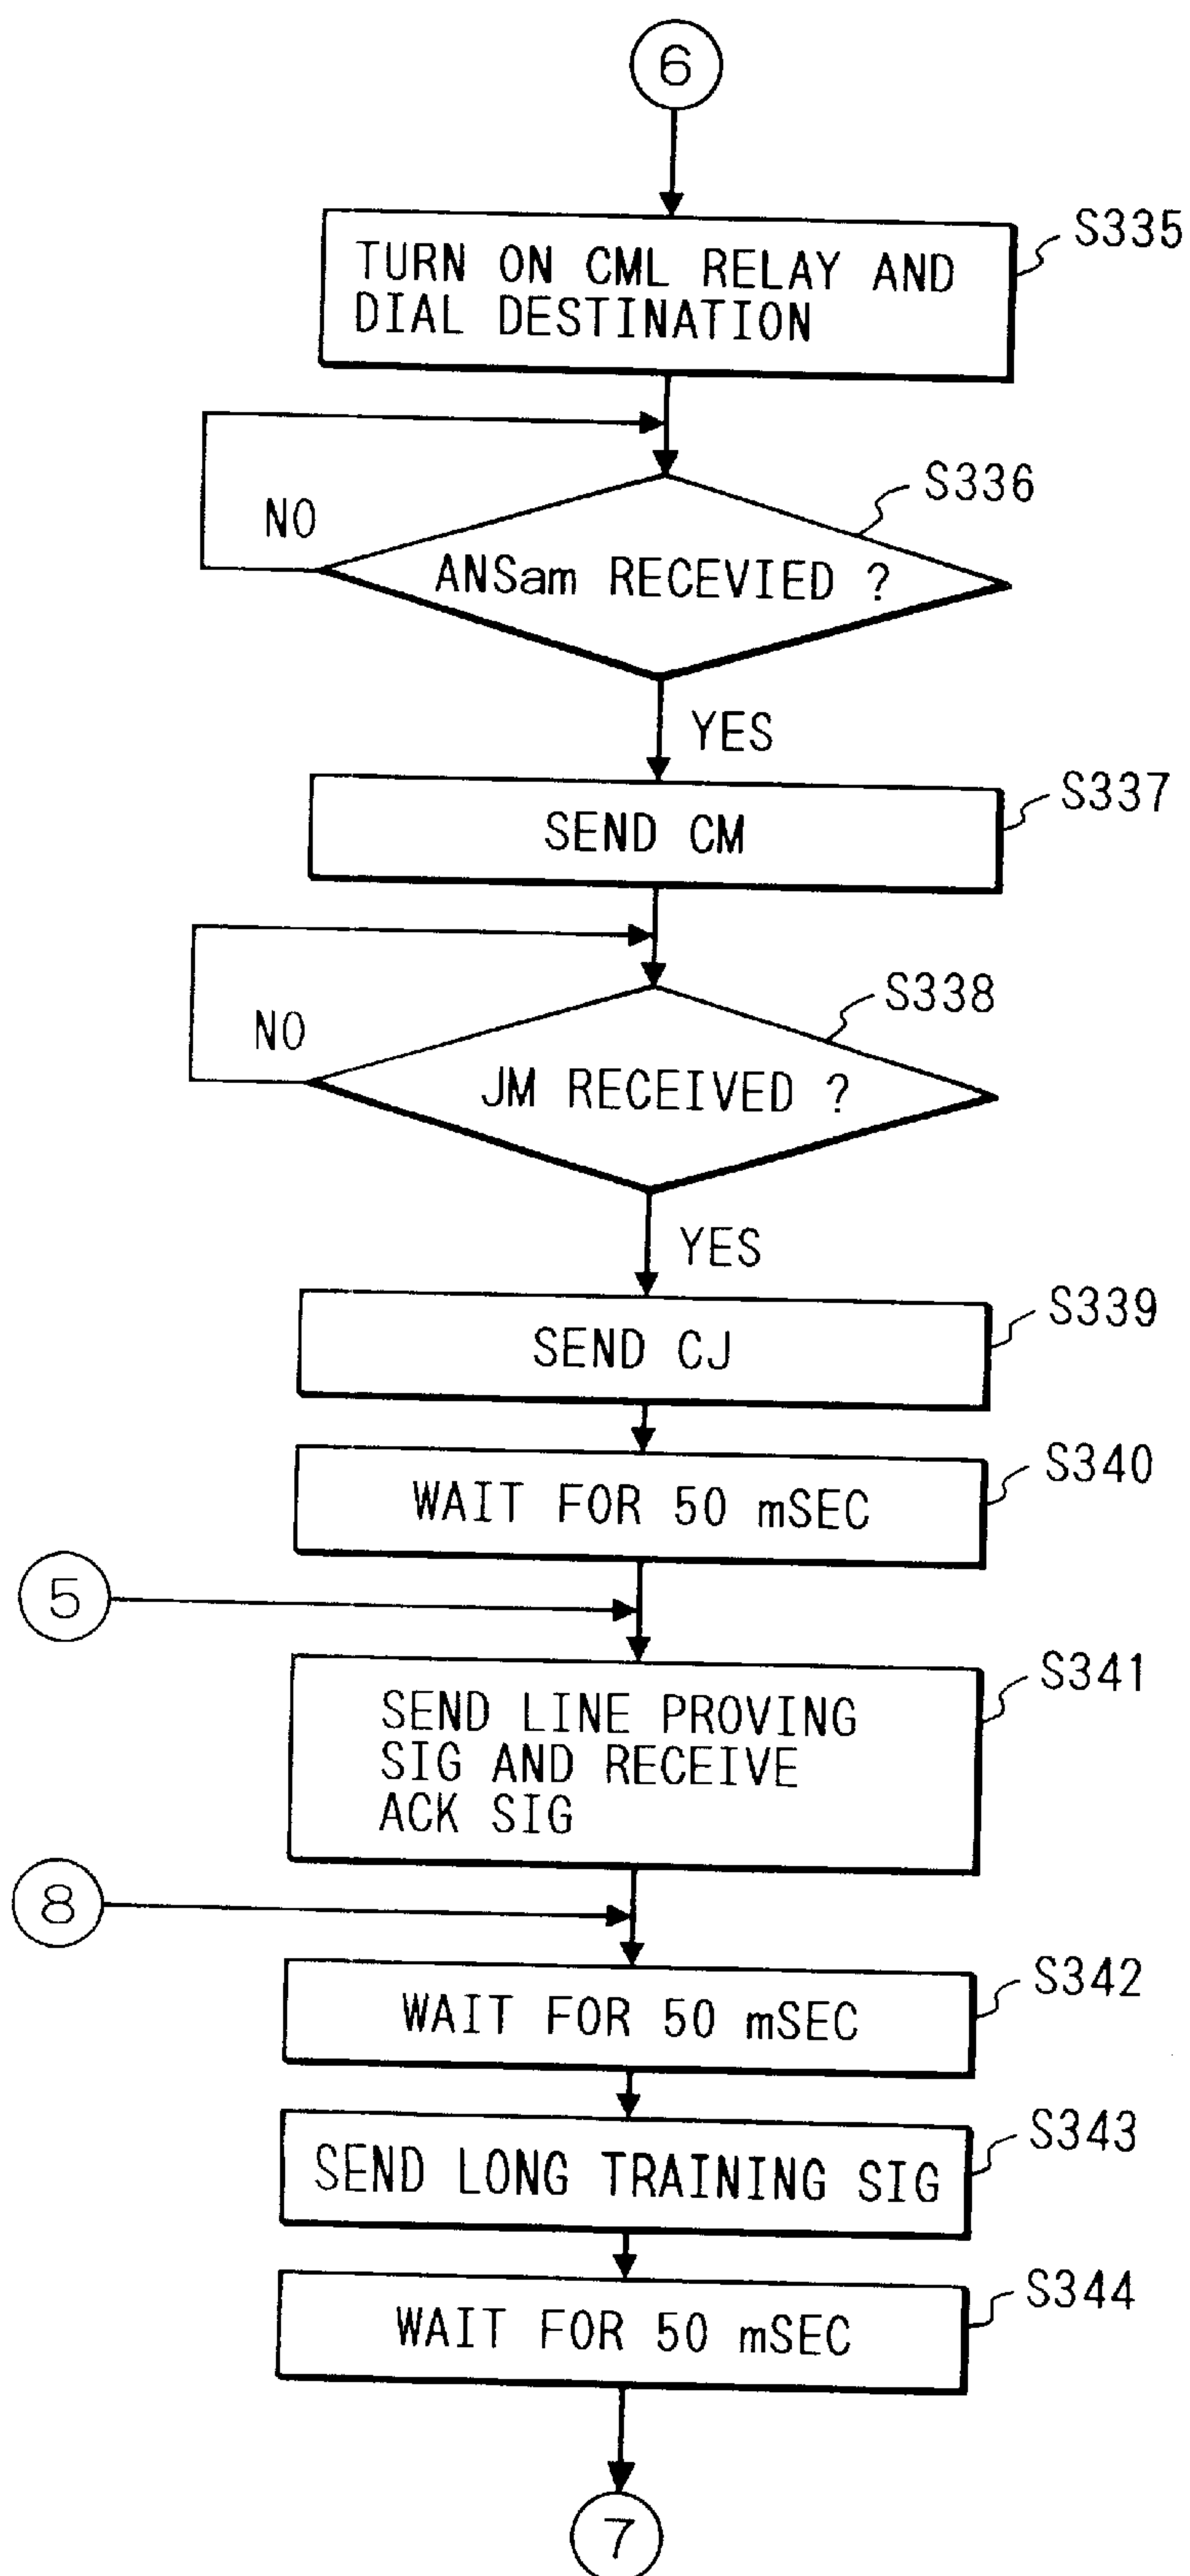 6
S335
TURN ON CML RELAY AND
DIAL DESTINATION
S336
NO
ANSam RECEVIED ?
YES
S337
SEND CM
S338
NO
JM RECEIVED ?
YES
S339
SEND CJ
S340
WAIT FOR 50 mSEC
5
S341
SEND LINE PROVING
SIG AND RECEIVE
ACK SIG
8
S342
WAIT FOR 50 mSEC
S343
SEND LONG TRAINING SIG
S344
WAIT FOR 50 mSEC
7